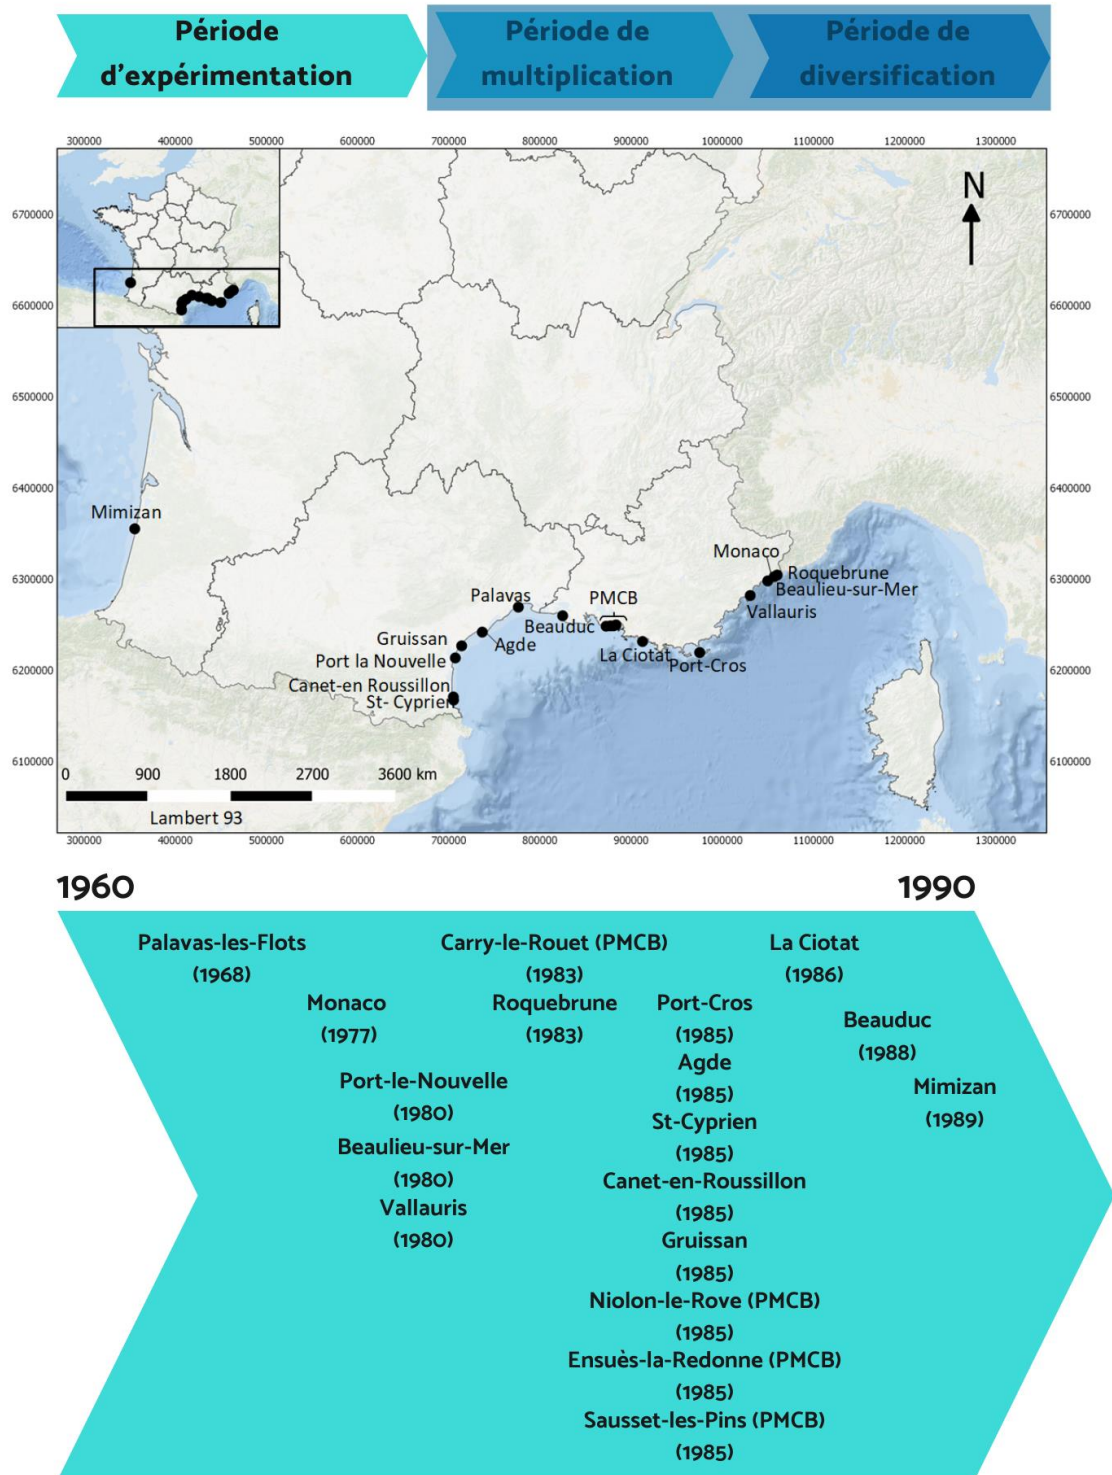 Période
d'expérimentation
Période de
multiplication
Période de
diversification
300000 400000 500000 600000 700000 800000 900000 1000000 1100000 1200000 1300000
N
6700000 6700000
6600000 6600000
6500000 6500000
6400000 6400000
Mimizan
Monaco
6300000 6300000
Roquebrune
Beaulieu-sur-Mer
Palavas
PMCB
Vallauris
Beauduc
Gruissan
Agde
La Ciotat
Port la Nouvelle
Port-Cros
6200000 6200000
Canet-en Roussillon
St- Cyprien
6100000 6100000
0 900 1800 2700 3600 km
Lambert 93
300000 400000 500000 600000 700000 800000 900000 1000000 1100000 1200000 1300000
1960 1990
Palavas-les-Flots
(1968)
Carry-le-Rouet (PMCB)
(1983)
La Ciotat
(1986)
Monaco
(1977)
Roquebrune
(1983)
Port-Cros
(1985)
Beauduc
(1988)
Agde
(1985)
Port-le-Nouvelle
(1980)
Mimizan
(1989)
St-Cyprien
(1985)
Beaulieu-sur-Mer
(1980)
Canet-en-Roussillon
(1985)
Vallauris
(1980)
Gruissan
(1985)
Niolon-le-Rove (PMCB)
(1985)
Ensuès-la-Redonne (PMCB)
(1985)
Sausset-les-Pins (PMCB)
(1985)